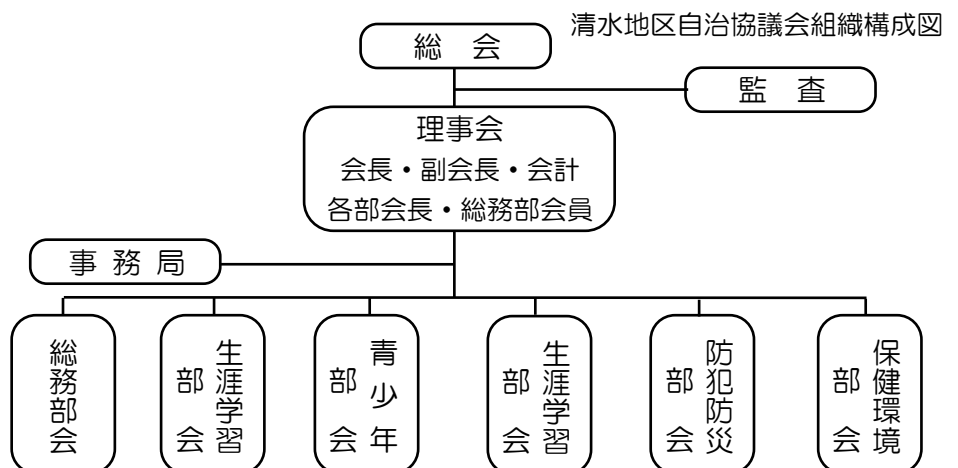 清水地区自治協議会組織構成図
総会
監査
理事会
会長・副会長・会計
各部会長・総務部会員
事務局
総務部会
生涯学習
部会
青少年
部会
生涯学習
部会
防犯防災
部会
保健環境
部会